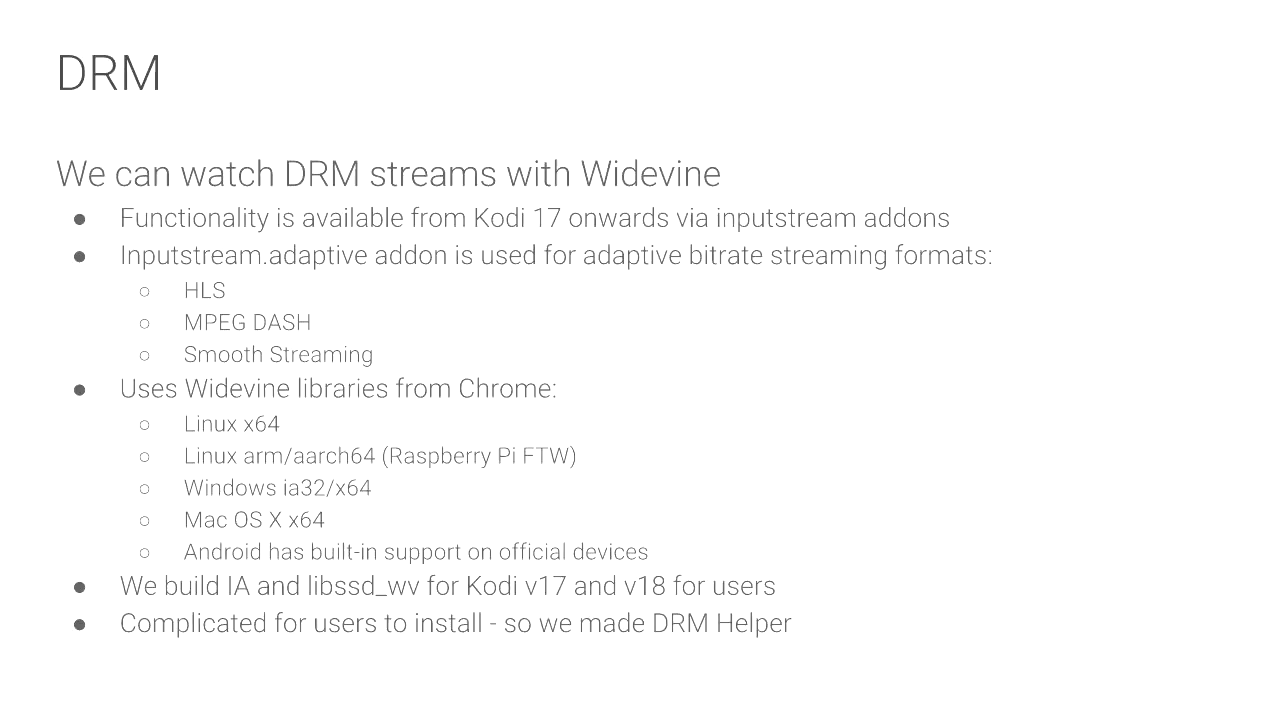 DRM
We can watch DRM streams with Widevine
● Functionality is available from Kodi 17 onwards via inputstream addons
● Inputstream.adaptive addon is used for adaptive bitrate streaming formats:
○ HLS
○ MPEG DASH
○ Smooth Streaming
● Uses Widevine libraries from Chrome:
○ Linux x64
○ Linux arm/aarch64 (Raspberry Pi FTW)
○ Windows ia32/x64
○ Mac OS X x64
○ Android has built-in support on official devices
● We build IA and libssd_wv for Kodi v17 and v18 for users
● Complicated for users to install - so we made DRM Helper